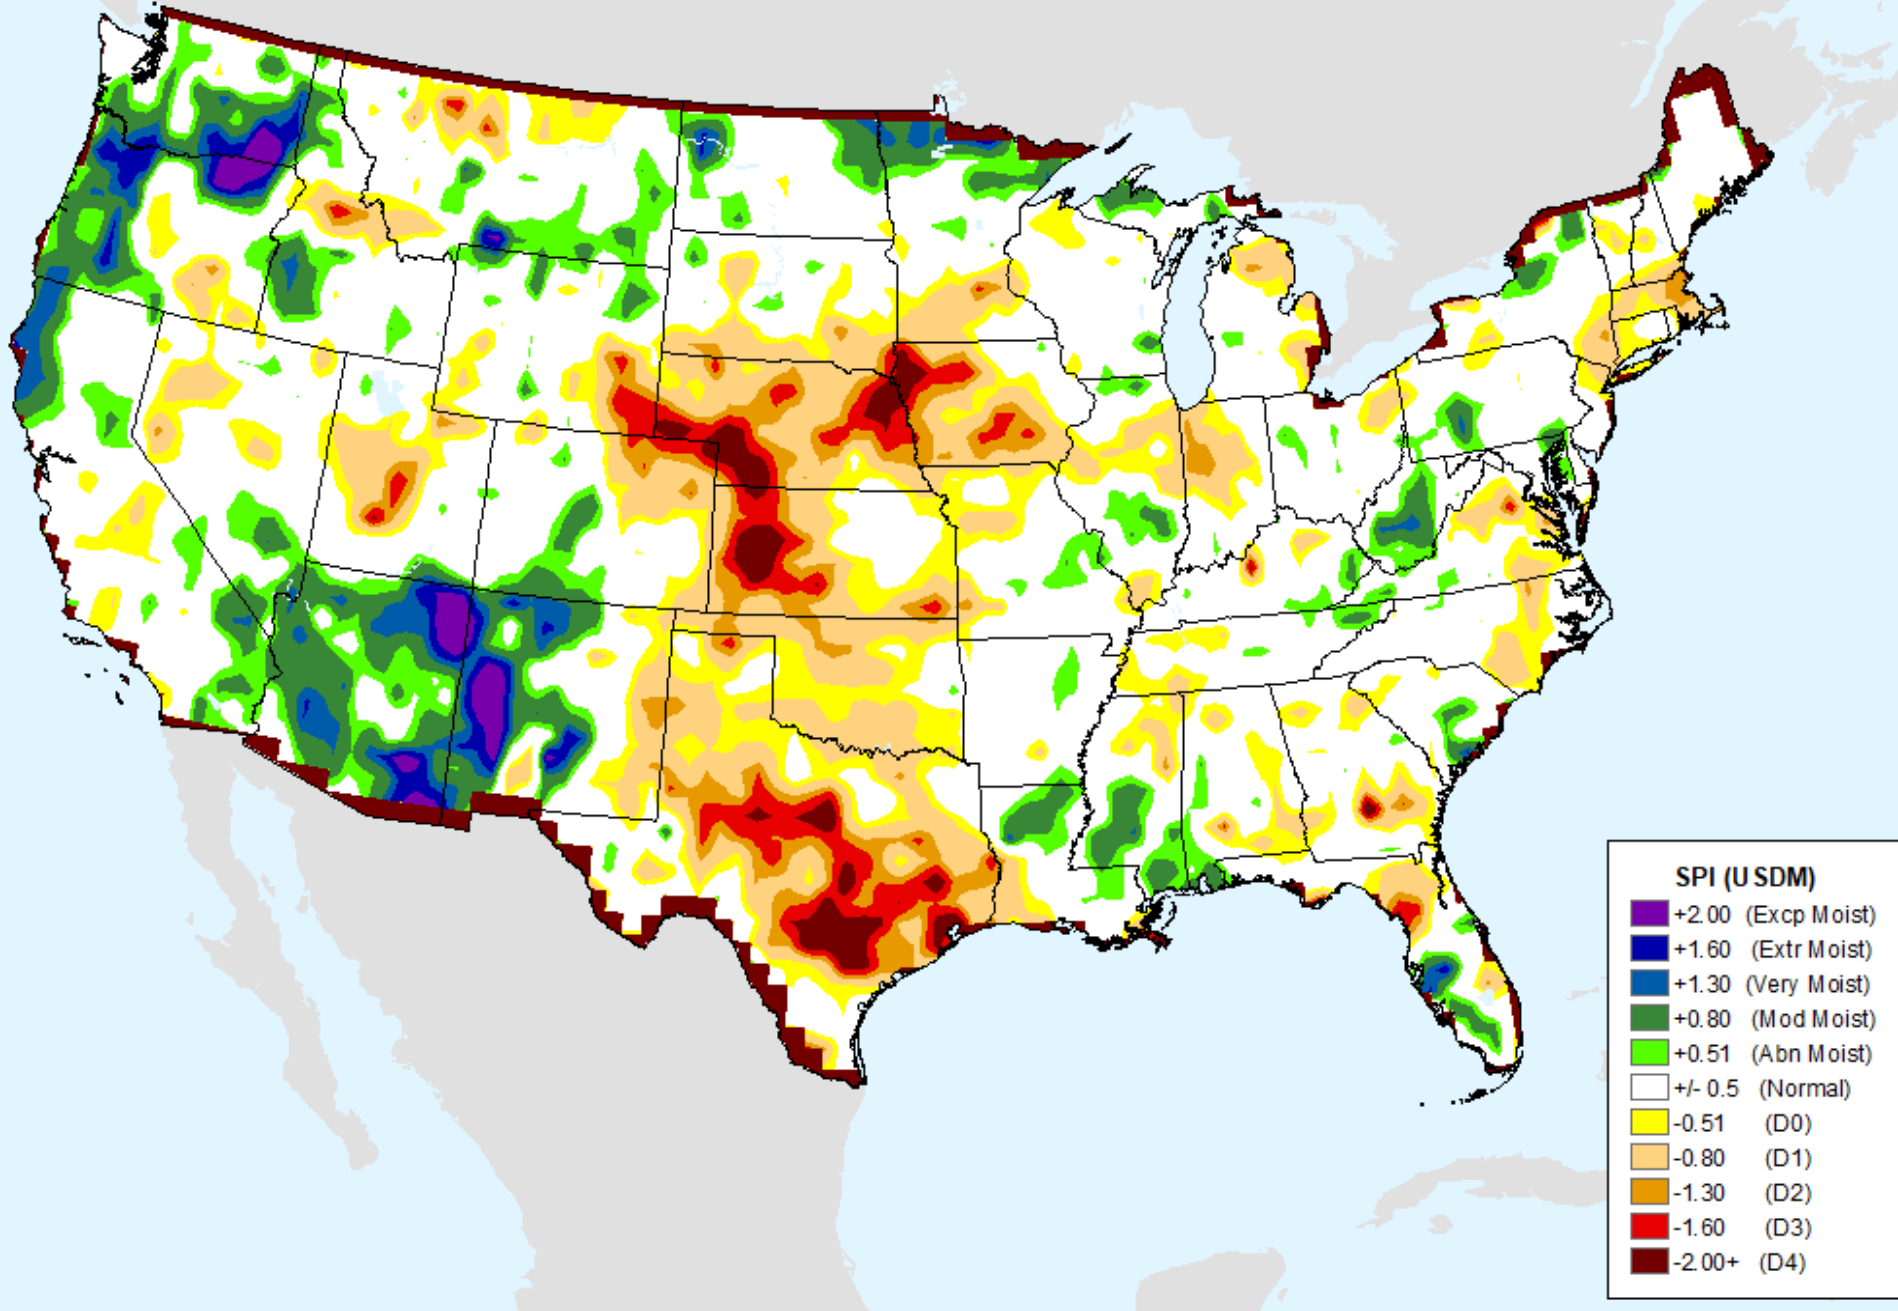 SPI (USDM)
+2.00 (Excp Moist)
+1.60 (Extr Moist)
+1.30 (Very Moist)
+0.80 (Mod Moist)
+0.51 (Abn Moist)
+/- 0.5 (Normal)
-0.51 (D0)
-0.80 (D1)
-1.30 (D2)
-1.60 (D3)
-2.00+ (D4)